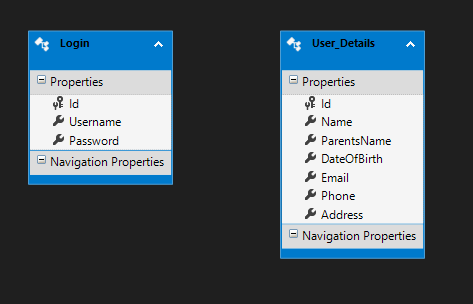 Login
Properties
Id
Username
Password
Navigation Properties
User_Details
Properties
Id
Name
ParentsName
DateOfBirth
Email
Phone
Address
Navigation Properties